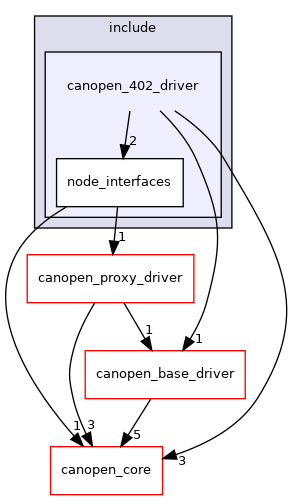 include
canopen_402_driver
2
node_interfaces
1
canopen_proxy_driver
1
1
canopen_base_driver
1
3
5
3
canopen_core